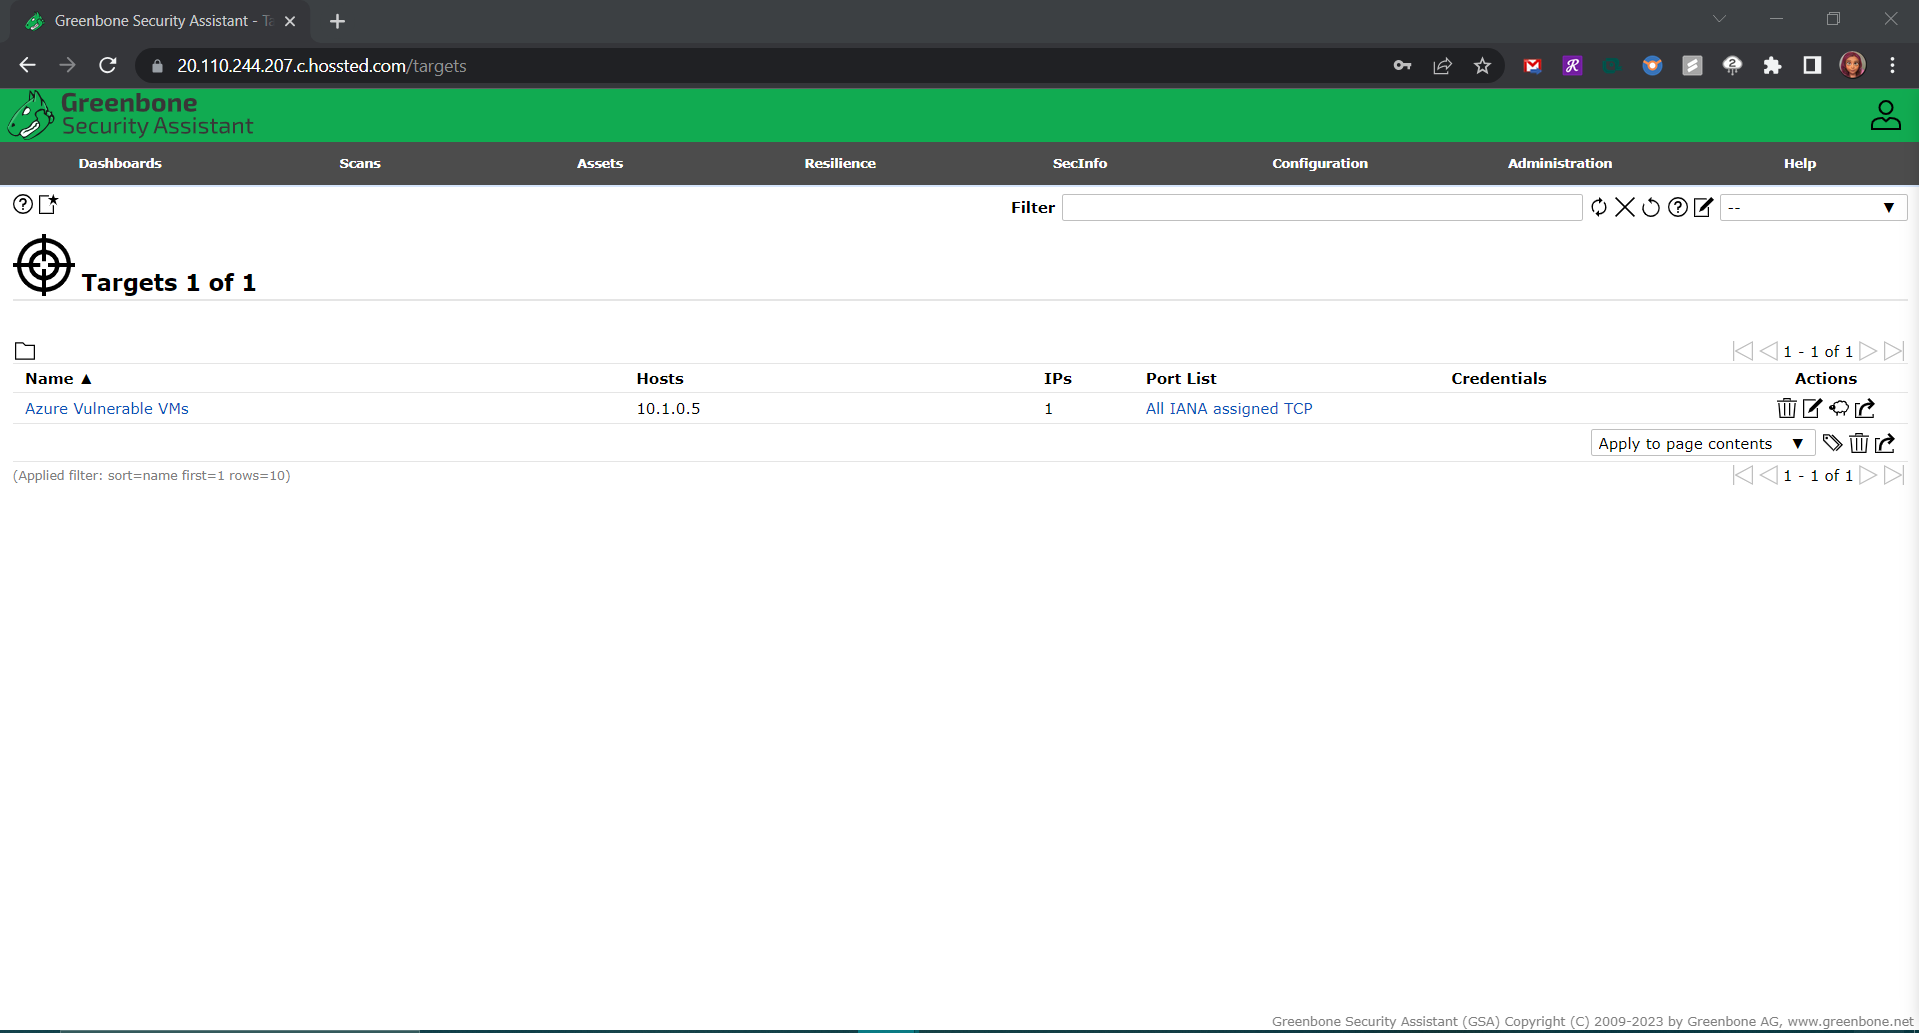 Greenbone Security Assistant - Ta
20.110.244.207.c.hossted.com/targets
Greenbone
Security Assistant
Dashboards Scans Assets Resilience SecInfo Configuration Administration Help
Filter --
Targets 1 of 1
1 - 1 of 1
Name ▲ Hosts IPs Port List Credentials Actions
Azure Vulnerable VMs 10.1.0.5 1 All IANA assigned TCP
Apply to page contents ▼
(Applied filter: sort=name first=1 rows=10) 1 - 1 of 1
Greenbone Security Assistant (GSA) Copyright (C) 2009-2023 by Greenbone AG, www.greenbone.net